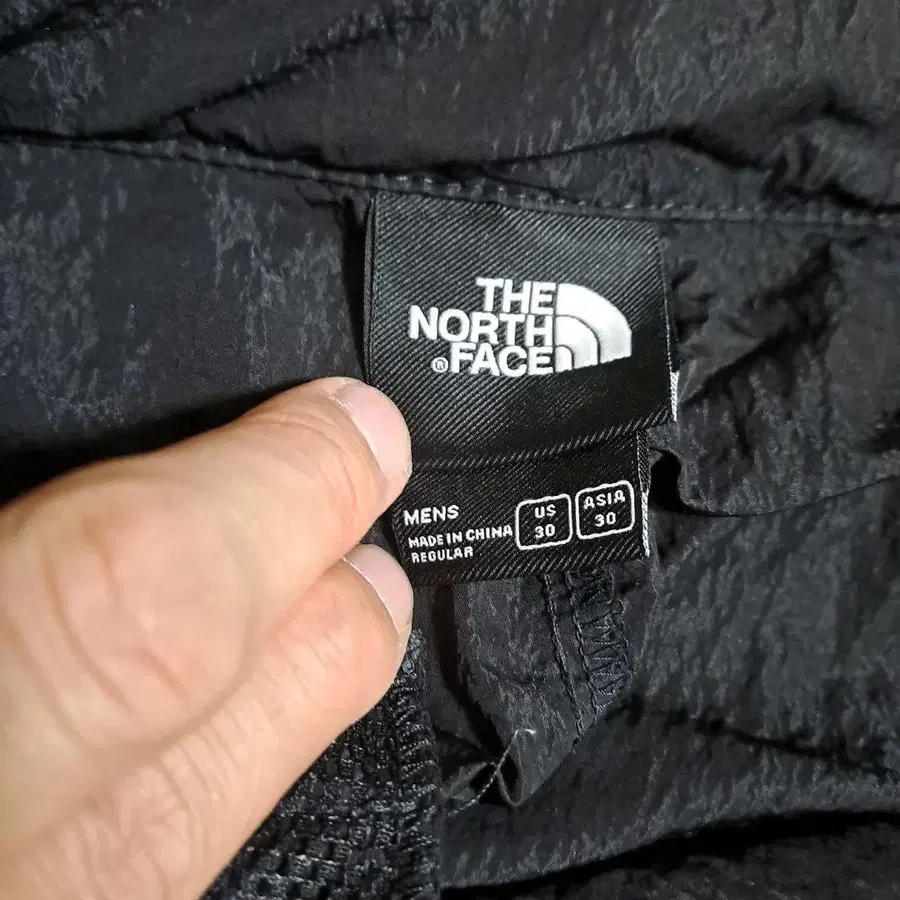 THE
NORTH
®FACE
MENS
MADE IN CHINA
REGULAR
US
30
ASIA
30